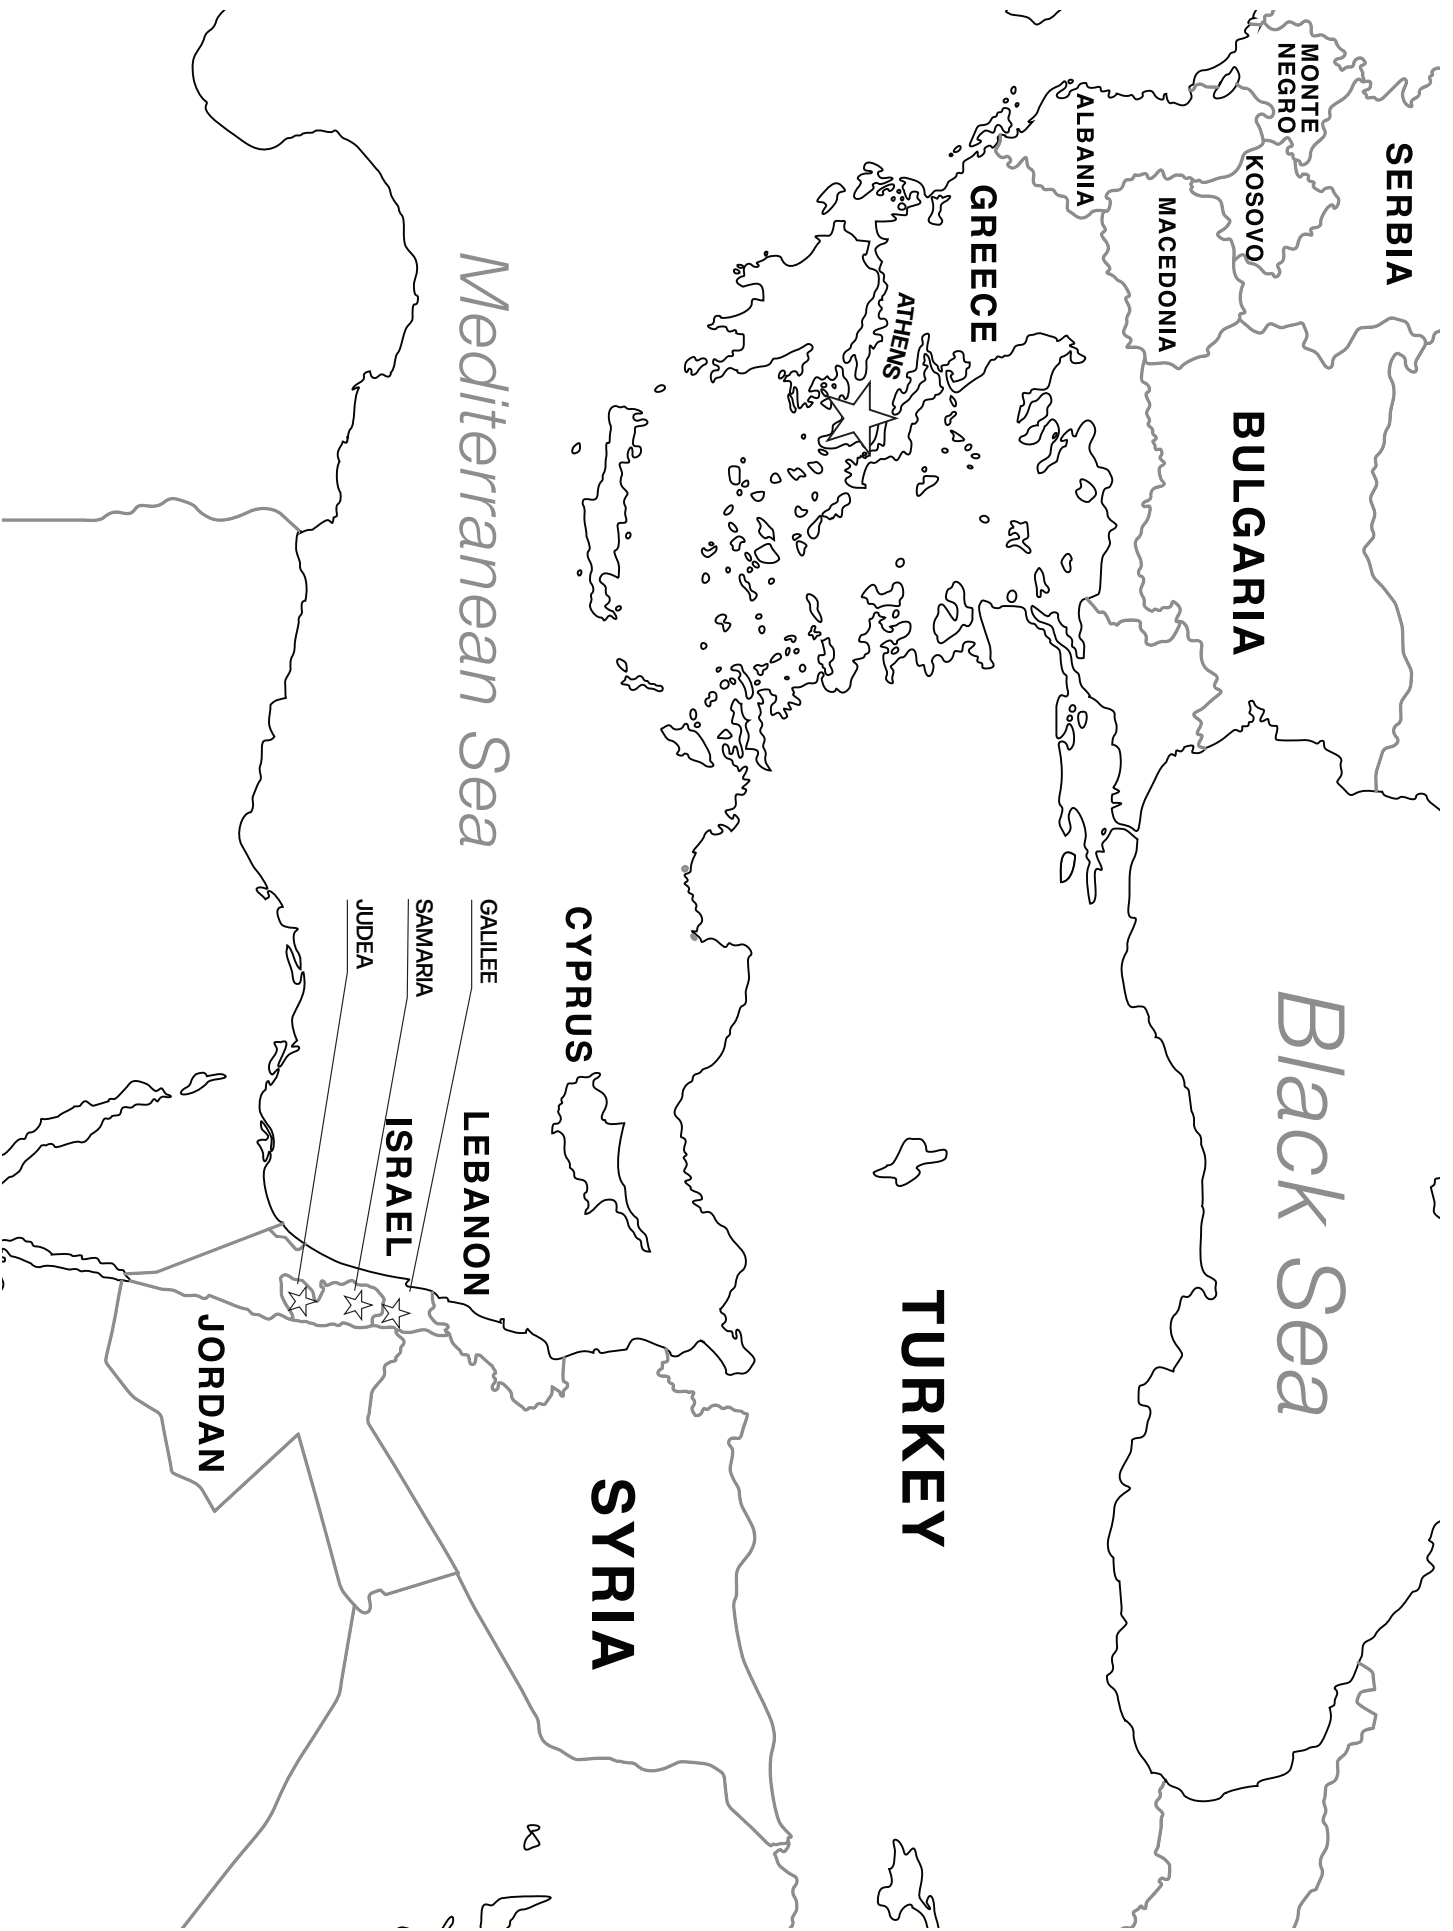 SERBIA
MONTE
NEGRO
KOSOVO
MACEDONIA
ALBANIA
BULGARIA
GREECE
ATHENS
Black Sea
TURKEY
Mediterranean Sea
CYPRUS
SYRIA
LEBANON
GALILEE
SAMARIA
ISRAEL
JUDEA
JORDAN